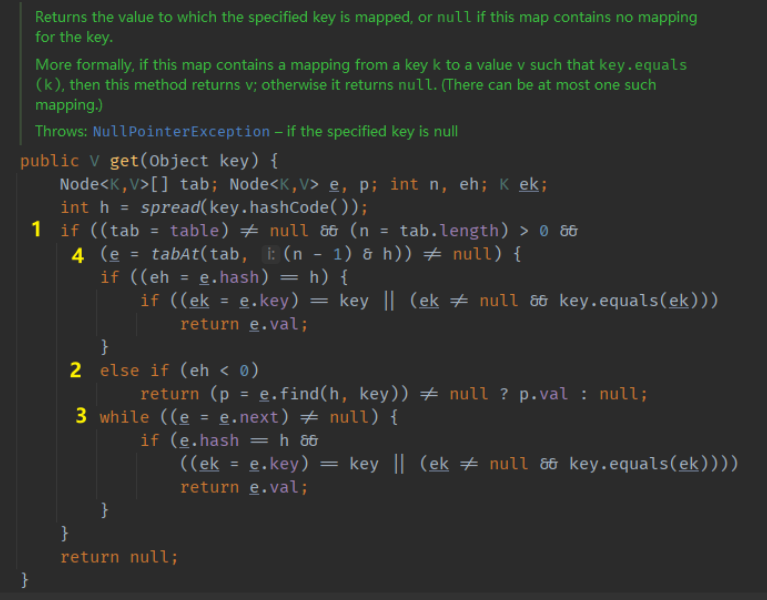 Returns the value to which the specified key is mapped, or null if this map contains no mapping
for the key.
More formally, if this map contains a mapping from a key k to a value v such that key.equals
(k), then this method returns v; otherwise it returns null. (There can be at most one such
mapping.)
Throws: NullPointerException – if the specified key is null
public V get(Object key) {
Node<K,V>[] tab; Node<K,V> e, p; int n, eh; K ek;
int h = spread(key.hashCode());
1 if ((tab = table) != null && (n = tab.length) > 0 &&
4 (e = tabAt(tab, i: (n - 1) & h)) != null) {
if ((eh = e.hash) == h) {
if ((ek = e.key) == key || (ek != null && key.equals(ek)))
return e.val;
}
2 else if (eh < 0)
return (p = e.find(h, key)) != null ? p.val : null;
3 while ((e = e.next) != null) {
if (e.hash == h &&
((ek = e.key) == key || (ek != null && key.equals(ek))))
return e.val;
}
}
return null;
}